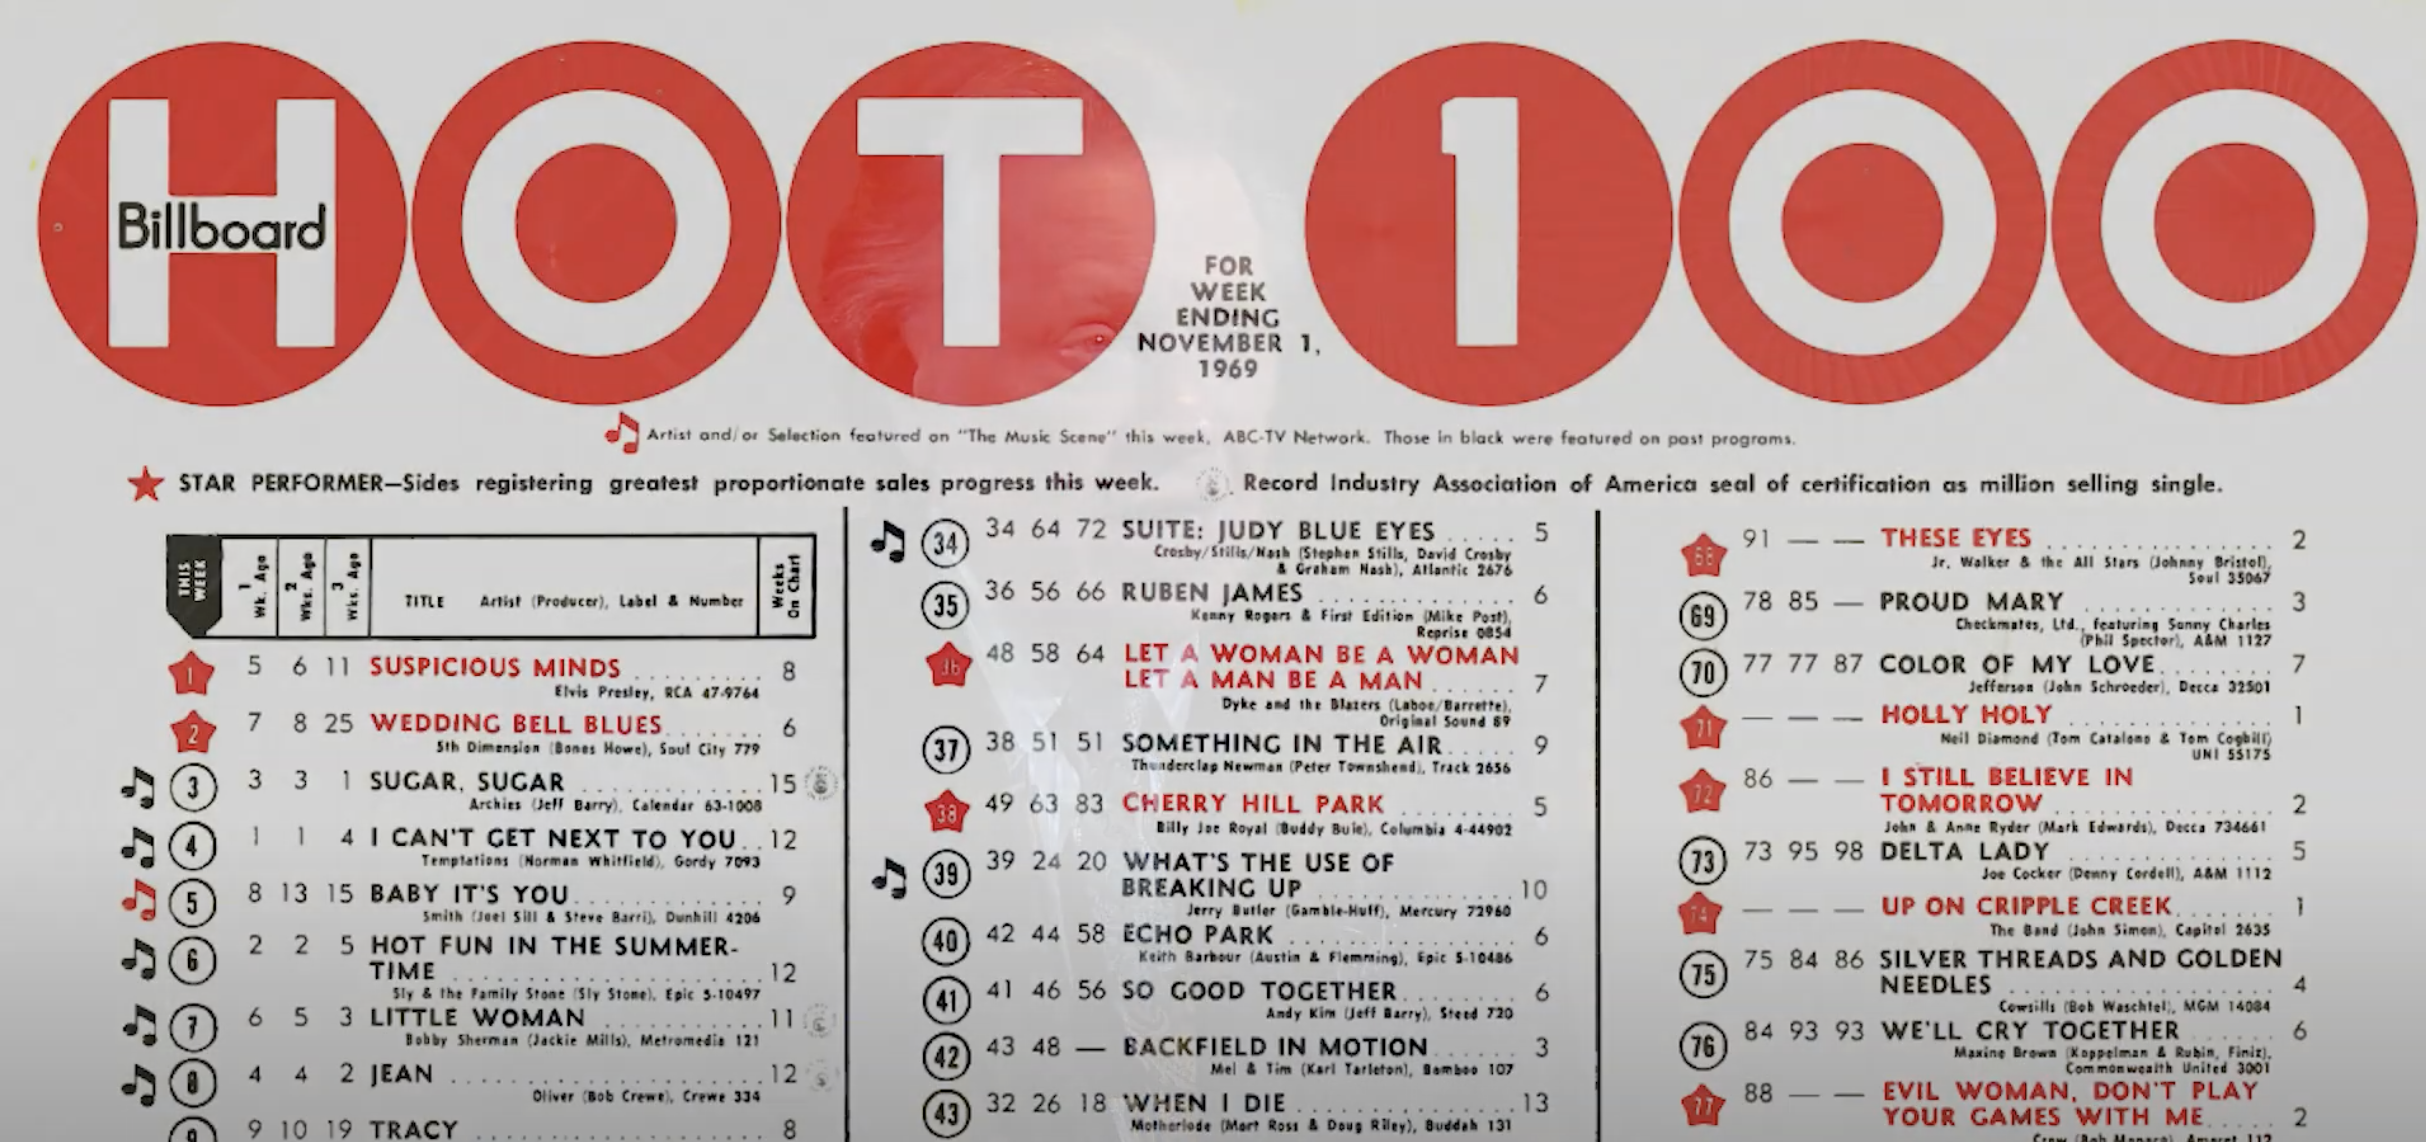 HOT 100
Billboard
FOR
WEEK
ENDING
NOVEMBER 1,
1969
Artist and/or Selection featured on "The Music Scene" this week, ABC-TV Network. Those in black were featured on past programs.
STAR PERFORMER—Sides registering greatest proportionate sales progress this week. Record Industry Association of America seal of certification as million selling single.
THIS WEEK 1 Wk. Ago 2 Wks. Ago 3 Wks. Ago TITLE Artist (Producer), Label & Number Weeks On Chart
1 5 6 11 SUSPICIOUS MINDS 8
Elvis Presley, RCA 47-9764
2 7 8 25 WEDDING BELL BLUES 6
5th Dimension (Bones Howe), Soul City 779
3 3 3 1 SUGAR, SUGAR 15
Archies (Jeff Barry), Calendar 63-1008
4 1 1 4 I CAN'T GET NEXT TO YOU 12
Temptations (Norman Whitfield), Gordy 7093
5 8 13 15 BABY IT'S YOU 9
Smith (Joel Sill & Steve Barri), Dunhill 4206
6 2 2 5 HOT FUN IN THE SUMMER-
TIME 12
Sly & the Family Stone (Sly Stone), Epic 5-10497
7 6 5 3 LITTLE WOMAN 11
Bobby Sherman (Jackie Mills), Metromedia 121
8 4 4 2 JEAN 12
Oliver (Bob Crewe), Crewe 334
9 9 10 19 TRACY 8
34 34 64 72 SUITE: JUDY BLUE EYES 5
Crosby/Stills/Nash (Stephen Stills, David Crosby
& Graham Nash), Atlantic 2676
35 36 56 66 RUBEN JAMES 6
Kenny Rogers & First Edition (Mike Post),
Reprise 0854
36 48 58 64 LET A WOMAN BE A WOMAN
LET A MAN BE A MAN 7
Dyke and the Blazers (Laboe/Barrette),
Original Sound 89
37 38 51 51 SOMETHING IN THE AIR 9
Thunderclap Newman (Peter Townshend), Track 2656
38 49 63 83 CHERRY HILL PARK 5
Billy Joe Royal (Buddy Buie), Columbia 4-44902
39 39 24 20 WHAT'S THE USE OF
BREAKING UP 10
Jerry Butler (Gamble-Huff), Mercury 72960
40 42 44 58 ECHO PARK 6
Keith Barbour (Austin & Flemming), Epic 5-10486
41 41 46 56 SO GOOD TOGETHER 6
Andy Kim (Jeff Barry), Steed 720
42 43 48 — BACKFIELD IN MOTION 3
Mel & Tim (Karl Tarleton), Bamboo 107
43 32 26 18 WHEN I DIE 13
Motherlode (Mort Ross & Doug Riley), Buddah 131
68 91 — — THESE EYES 2
Jr. Walker & the All Stars (Johnny Bristol),
Soul 35067
69 78 85 — PROUD MARY 3
Checkmates, Ltd., featuring Sonny Charles
(Phil Spector), A&M 1127
70 77 77 87 COLOR OF MY LOVE 7
Jefferson (John Schroeder), Decca 32501
71 — — — HOLLY HOLY 1
Neil Diamond (Tom Catalano & Tom Cogbill)
UNI 55175
72 86 — — I STILL BELIEVE IN
TOMORROW 2
John & Anne Ryder (Mark Edwards), Decca 734661
73 73 95 98 DELTA LADY 5
Joe Cocker (Denny Cordell), A&M 1112
74 — — — UP ON CRIPPLE CREEK 1
The Band (John Simon), Capitol 2635
75 75 84 86 SILVER THREADS AND GOLDEN
NEEDLES 4
Cowsills (Bob Wachtel), MGM 14084
76 84 93 93 WE'LL CRY TOGETHER 6
Maxine Brown (Koppelman & Rubin, Finiz),
Commonwealth United 3001
77 88 — — EVIL WOMAN, DON'T PLAY
YOUR GAMES WITH ME 2